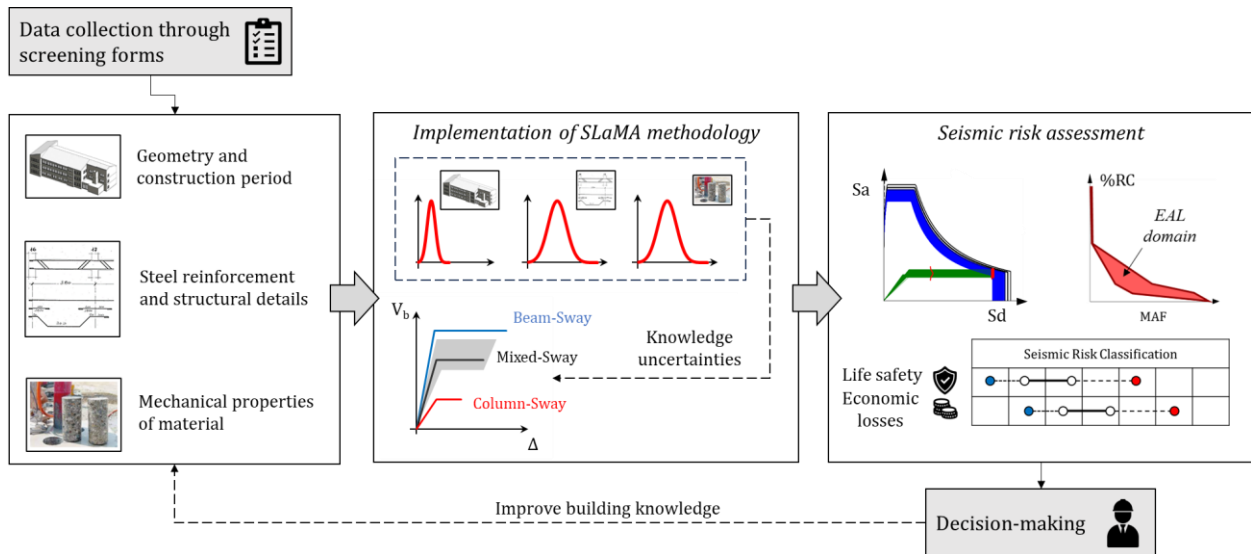 Data collection through
screening forms
Geometry and
construction period
Steel reinforcement
and structural details
Mechanical properties
of material
Implementation of SLaMA methodology
V_b
Beam-Sway
Mixed-Sway
Column-Sway
Δ
Knowledge
uncertainties
Seismic risk assessment
Sa
Sd
%RC
EAL
domain
MAF
Seismic Risk Classification
Life safety
Economic
losses
Improve building knowledge
Decision-making